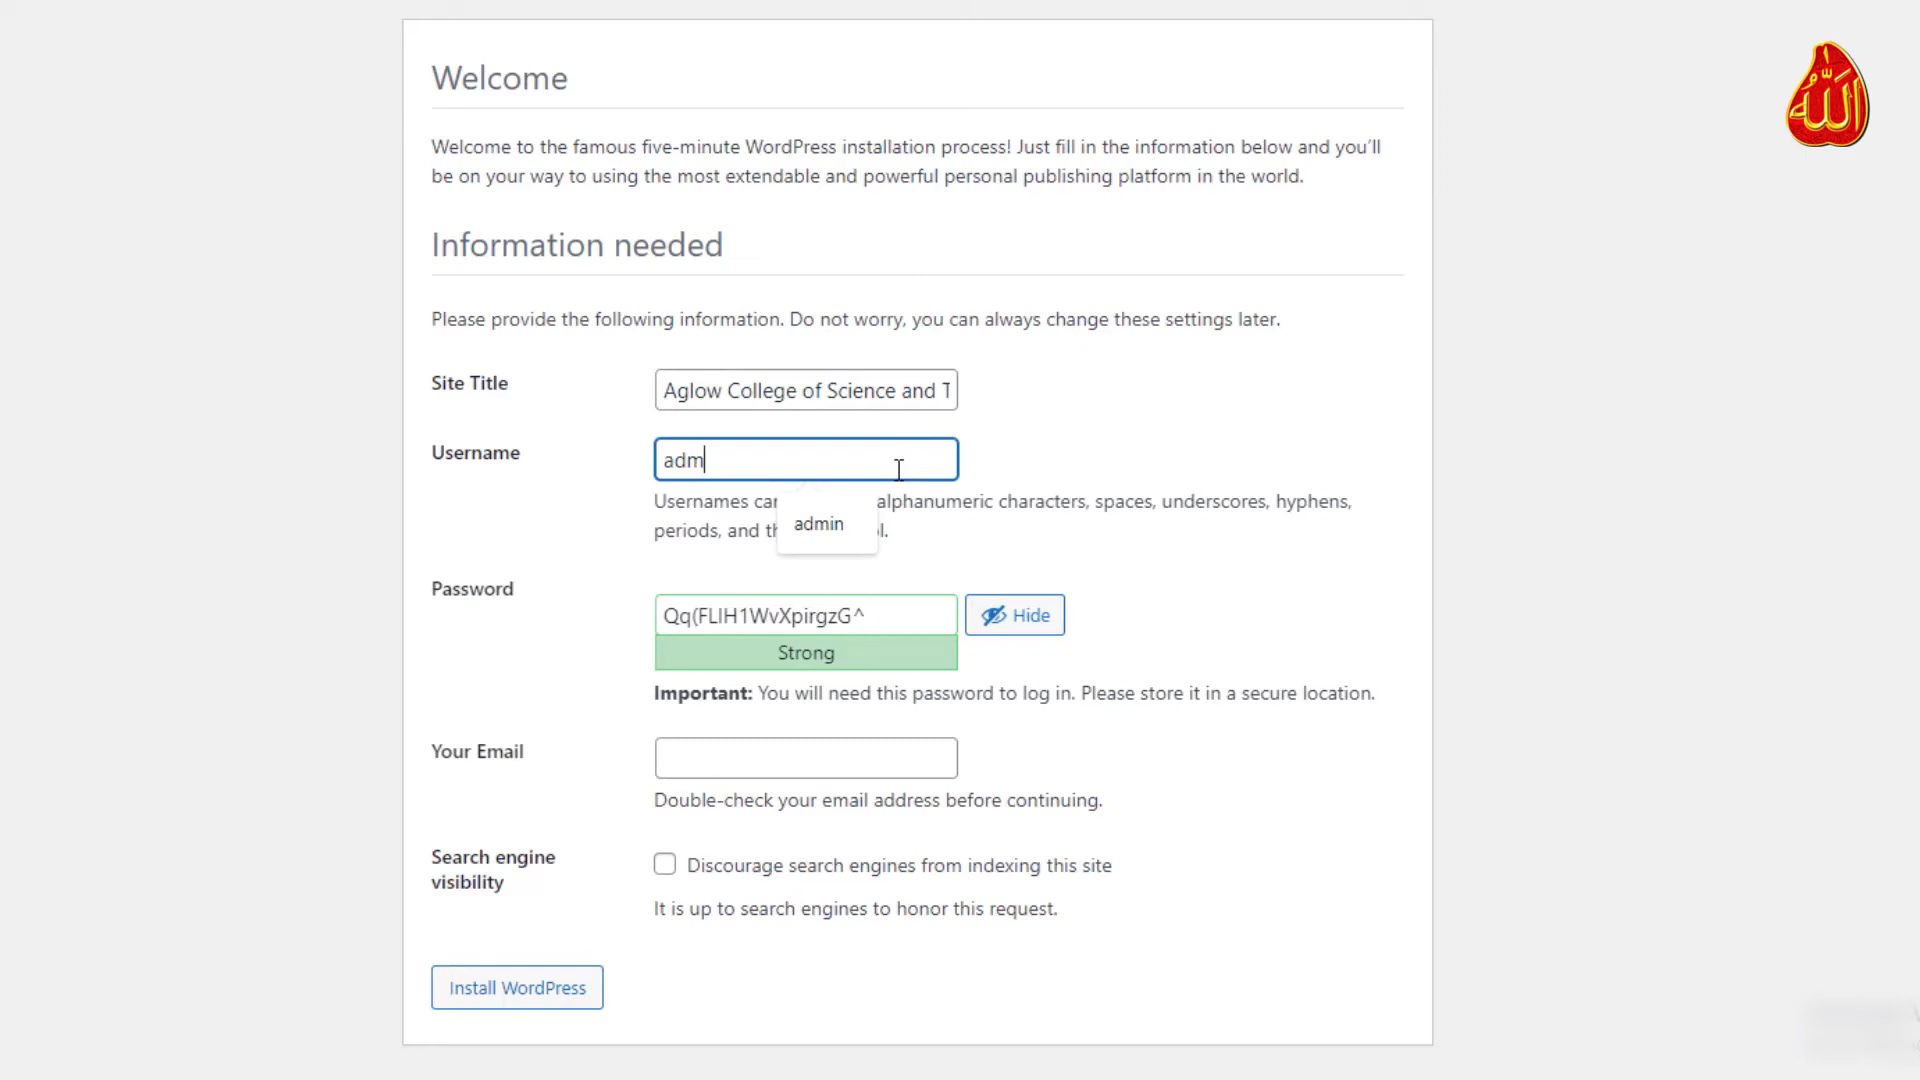 Welcome
الله
Welcome to the famous five-minute WordPress installation process! Just fill in the information below and you’ll
be on your way to using the most extendable and powerful personal publishing platform in the world.
Information needed
Please provide the following information. Do not worry, you can always change these settings later.
Site Title
Aglow College of Science and T
Username
adm
Usernames can alphanumeric characters, spaces, underscores, hyphens,
admin
periods, and
Password
Qq(FLIH1WvXpirgzG^
Hide
Strong
Important: You will need this password to log in. Please store it in a secure location.
Your Email
Double-check your email address before continuing.
Search engine
visibility
Discourage search engines from indexing this site
It is up to search engines to honor this request.
Install WordPress